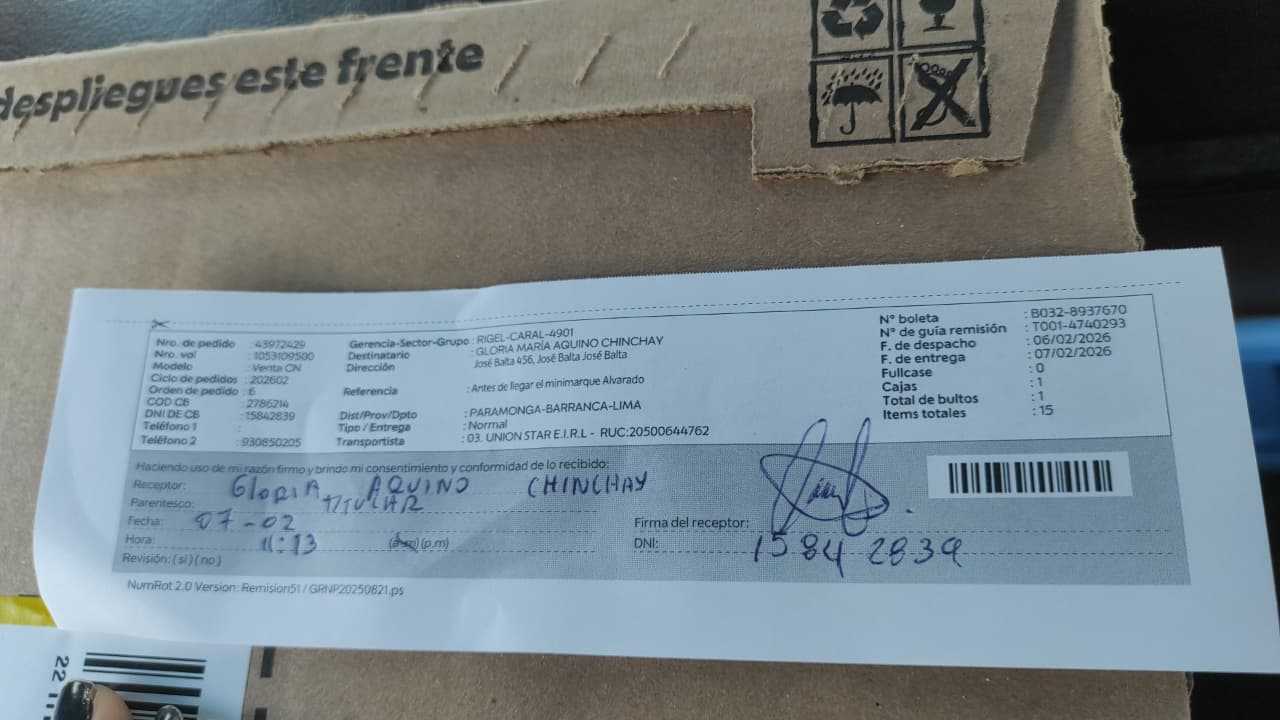 despliegues este frente
Nro. de pedido : 43972429
Nro. vol : 1053109500
Modelo : Venta CN
Ciclo de pedidos : 202602
Orden de pedido : 6
COD CB : 2786214
DNI DE CB : 15842839
Teléfono 1 :
Teléfono 2 : 930850205
Gerencia-Sector-Grupo : RIGEL-CARAL-4901
Destinatario : GLORIA MARÍA AQUINO CHINCHAY
Dirección : José Balta 456, José Balta José Balta
Referencia : Antes de llegar el minimarque Alvarado
Dist/Prov/Dpto : PARAMONGA-BARRANCA-LIMA
Tipo / Entrega : Normal
Transportista : 03. UNION STAR E.I.R.L - RUC:20500644762
N° boleta : B032-8937670
N° de guía remisión : T001-4740293
F. de despacho : 06/02/2026
F. de entrega : 07/02/2026
Fullcase : 0
Cajas : 1
Total de bultos : 1
Items totales : 15
Haciendo uso de mi razón firmo y brindo mi consentimiento y conformidad de lo recibido:
Receptor: GLORIA AQUINO CHINCHAY
Parentesco: TITULAR
Fecha: 07-02
Hora: 11:13 (a.m) (p.m)
Revisión: ( si ) ( no )
Firma del receptor:
DNI: 15842839
NumRot 2.0 Version: Remision51 / GRNP20250821.ps